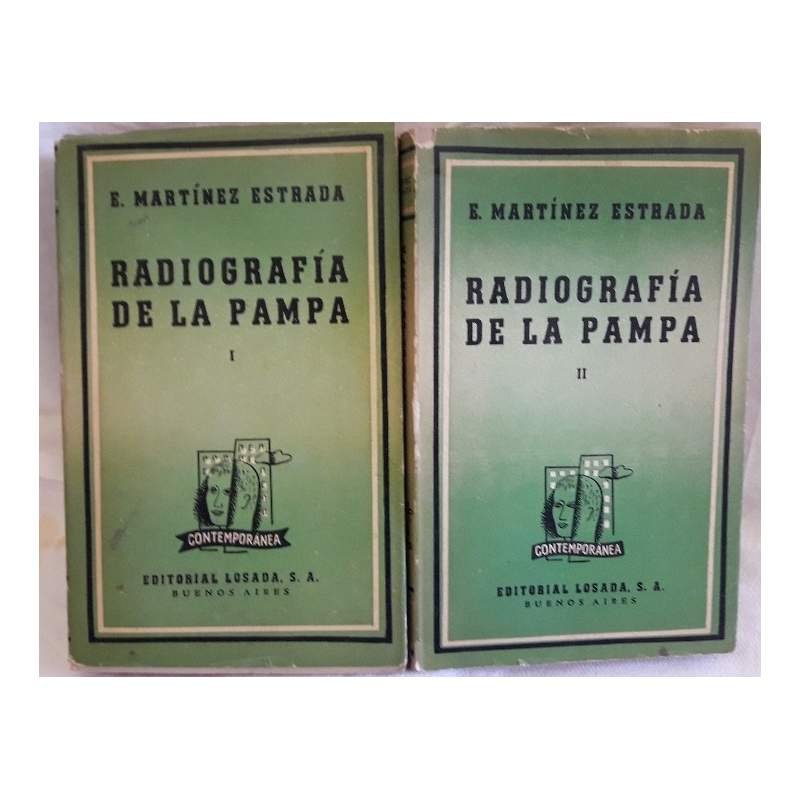 E. MARTÍNEZ ESTRADA
RADIOGRAFÍA
DE LA PAMPA
I
CONTEMPORÁNEA
EDITORIAL LOSADA, S. A.
BUENOS AIRES
E. MARTÍNEZ ESTRADA
RADIOGRAFÍA
DE LA PAMPA
II
CONTEMPORÁNEA
EDITORIAL LOSADA, S. A.
BUENOS AIRES